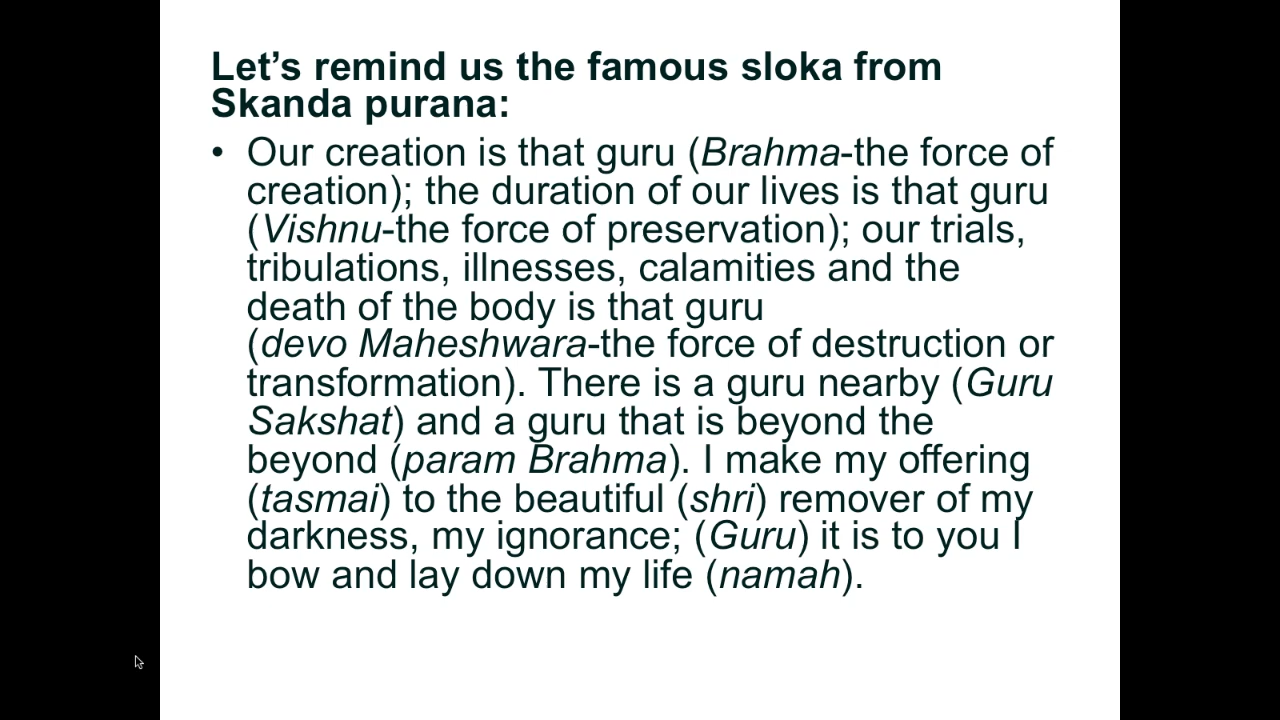 Let's remind us the famous sloka from
Skanda purana:
• Our creation is that guru (Brahma-the force of
creation); the duration of our lives is that guru
(Vishnu-the force of preservation); our trials,
tribulations, illnesses, calamities and the
death of the body is that guru
(devo Maheshwara-the force of destruction or
transformation). There is a guru nearby (Guru
Sakshat) and a guru that is beyond the
beyond (param Brahma). I make my offering
(tasmai) to the beautiful (shri) remover of my
darkness, my ignorance; (Guru) it is to you I
bow and lay down my life (namah).